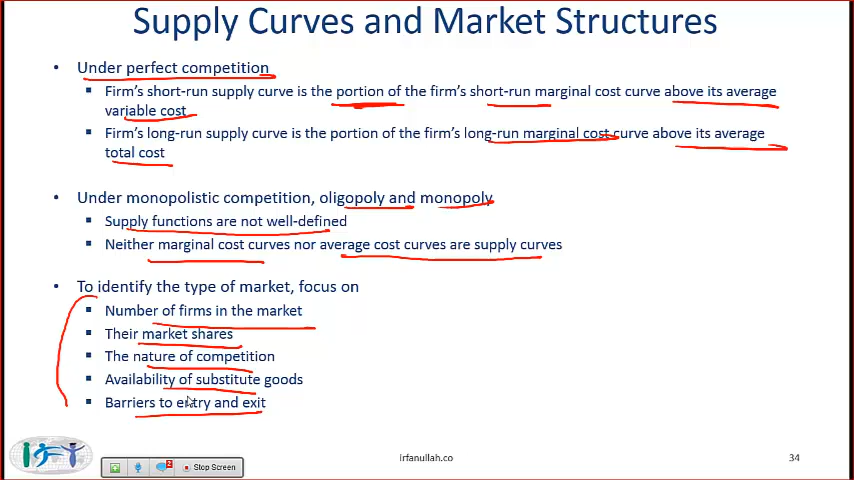 Supply Curves and Market Structures
• Under perfect competition
▪ Firm's short-run supply curve is the portion of the firm's short-run marginal cost curve above its average
variable cost
▪ Firm's long-run supply curve is the portion of the firm's long-run marginal cost curve above its average
total cost
• Under monopolistic competition, oligopoly and monopoly
▪ Supply functions are not well-defined
▪ Neither marginal cost curves nor average cost curves are supply curves
• To identify the type of market, focus on
▪ Number of firms in the market
▪ Their market shares
▪ The nature of competition
▪ Availability of substitute goods
▪ Barriers to entry and exit
irfanullah.co
34
2
Stop Screen